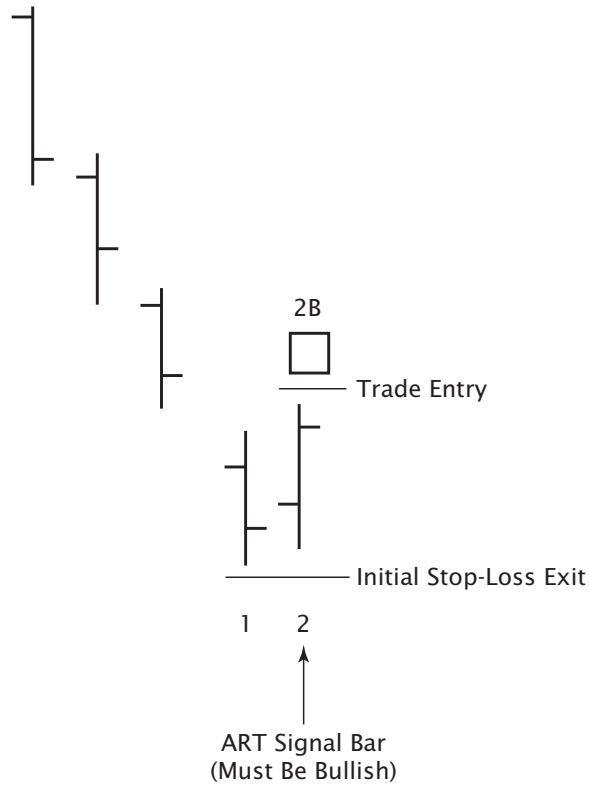 2B
Trade Entry
Initial Stop-Loss Exit
1 2
ART Signal Bar
(Must Be Bullish)